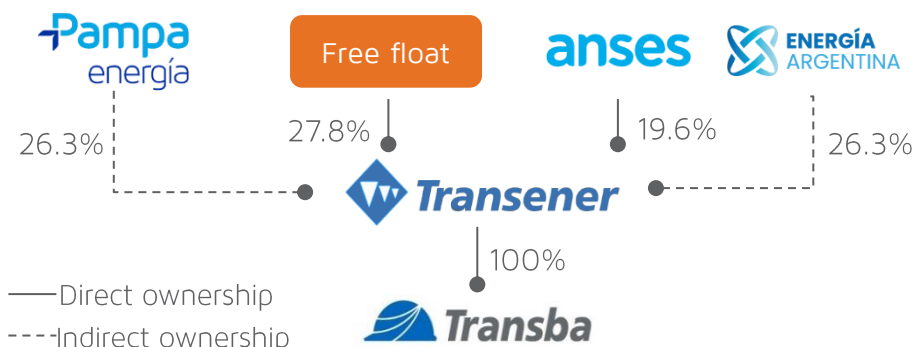 Pampa
energía
Free float
anses
ENERGÍA
ARGENTINA
26.3%
27.8%
19.6%
26.3%
Transener
100%
Direct ownership
Transba
Indirect ownership